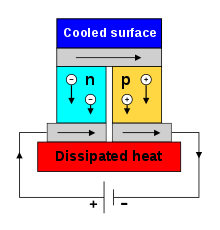 Cooled surface
n p
− +
− +
Dissipated heat
+ −